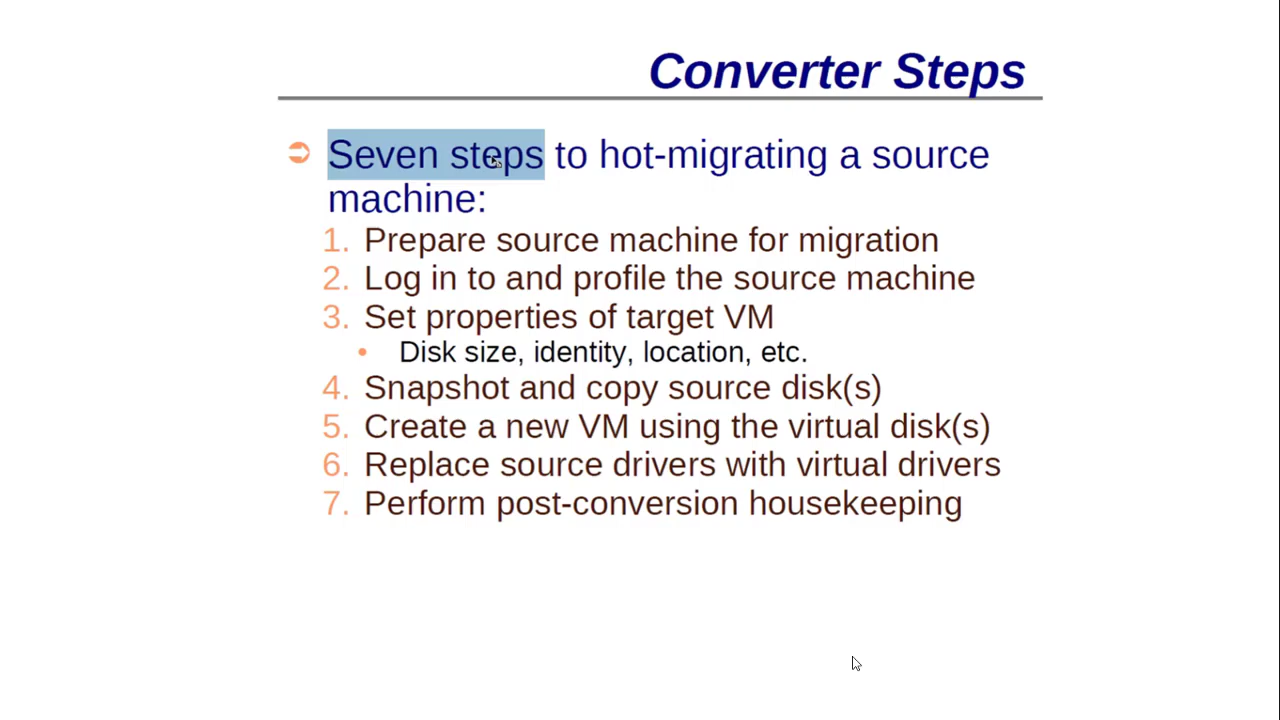 Converter Steps
Seven steps to hot-migrating a source
machine:
1. Prepare source machine for migration
2. Log in to and profile the source machine
3. Set properties of target VM
• Disk size, identity, location, etc.
4. Snapshot and copy source disk(s)
5. Create a new VM using the virtual disk(s)
6. Replace source drivers with virtual drivers
7. Perform post-conversion housekeeping